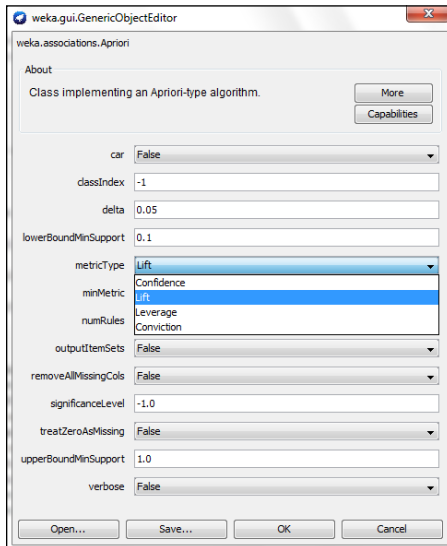 weka.gui.GenericObjectEditor
weka.associations.Apriori
About
Class implementing an Apriori-type algorithm.
More
Capabilities
car False
classIndex -1
delta 0.05
lowerBoundMinSupport 0.1
metricType Lift
Confidence
minMetric Lift
Leverage
numRules Conviction
outputItemSets False
removeAllMissingCols False
significanceLevel -1.0
treatZeroAsMissing False
upperBoundMinSupport 1.0
verbose False
Open... Save... OK Cancel